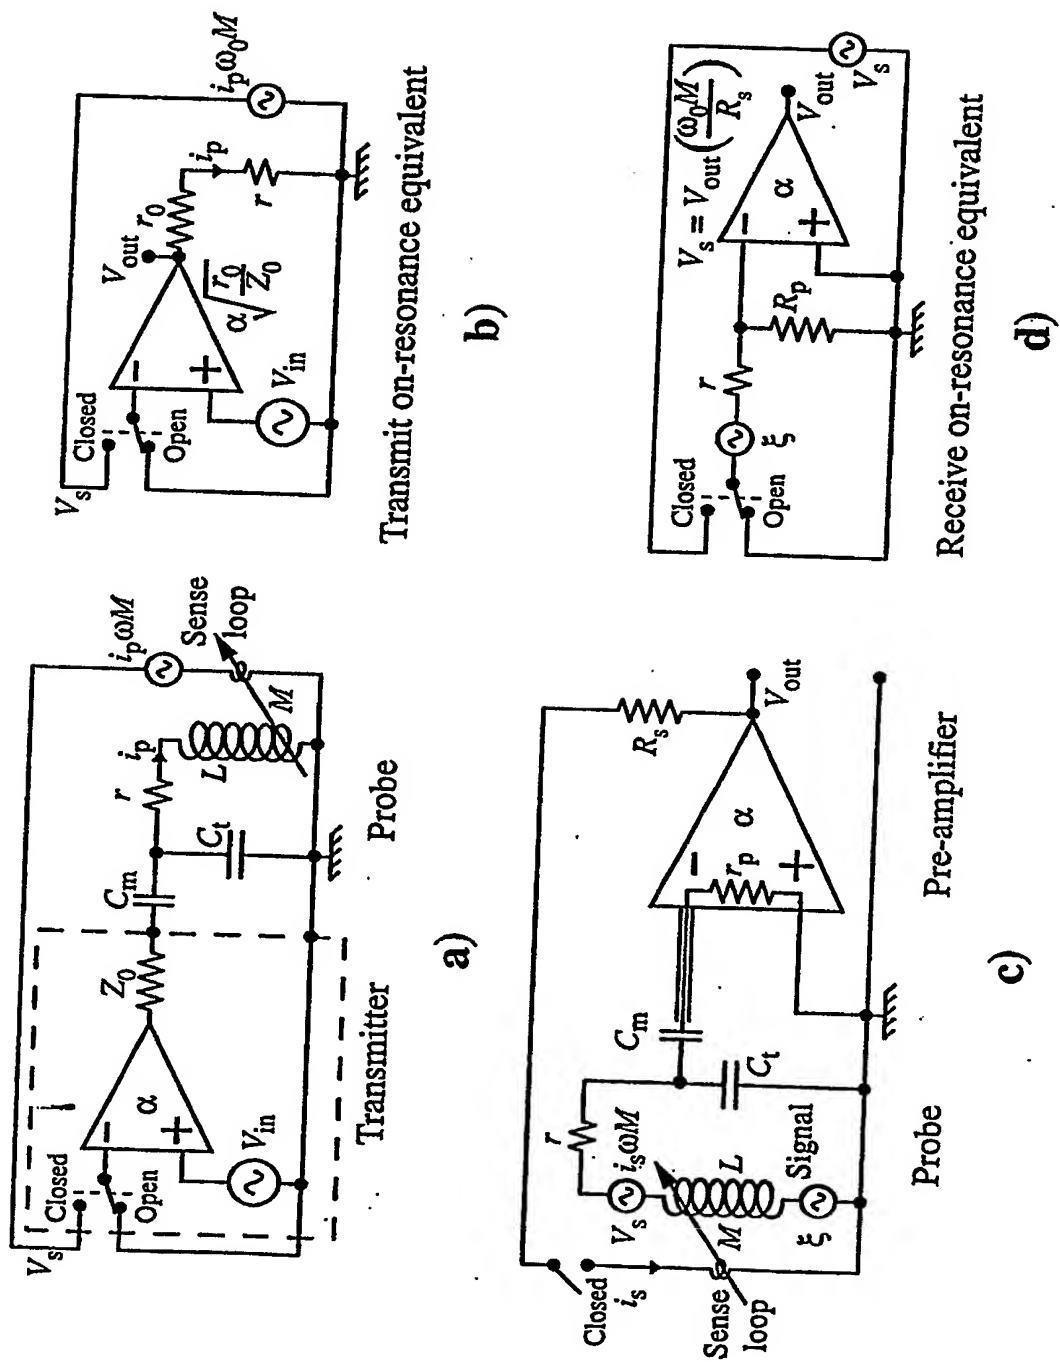 Closed
Open
V_s
V_in
α
Z_0
C_m
C_t
r
i_p
L
M
i_pωM
Sense
loop
Transmitter
Probe
a)
V_s
Closed
Open
V_in
α√(r_0/Z_0)
V_out
r_0
i_p
r
i_pω_0M
Transmit on-resonance equivalent
b)
Closed
i_s
Sense
loop
V_s
i_sωM
M
L
ξ
Signal
r
C_m
C_t
r_p
α
R_s
V_out
Probe
Pre-amplifier
c)
Closed
Open
ξ
r
R_p
V_s = V_out (ω_0M/R_s)
α
V_out
V_s
Receive on-resonance equivalent
d)